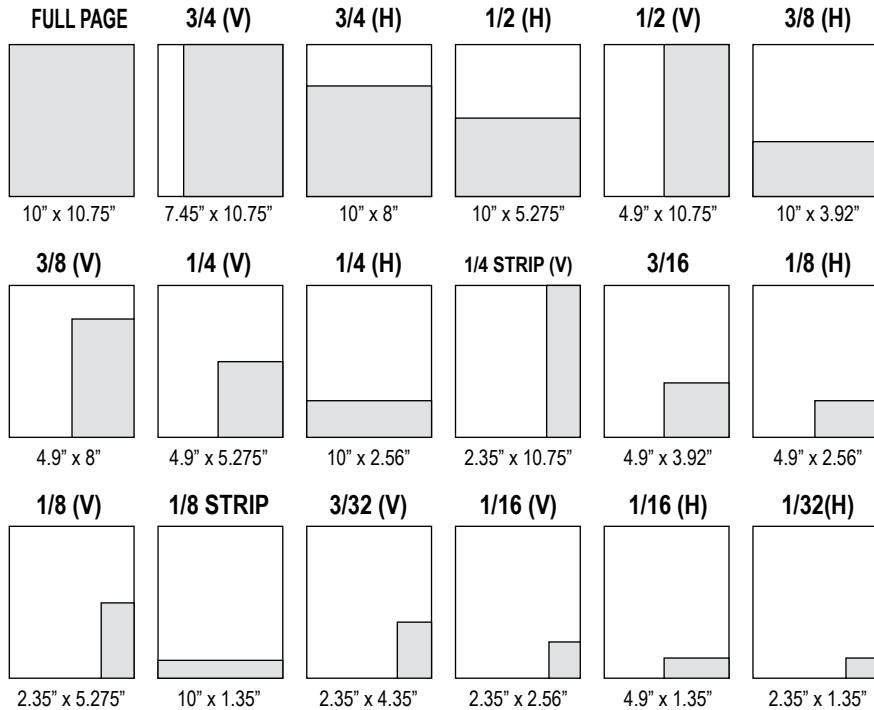 FULL PAGE 3/4 (V) 3/4 (H) 1/2 (H) 1/2 (V) 3/8 (H)
10” x 10.75” 7.45” x 10.75” 10” x 8” 10” x 5.275” 4.9” x 10.75” 10” x 3.92”
3/8 (V) 1/4 (V) 1/4 (H) 1/4 STRIP (V) 3/16 1/8 (H)
4.9” x 8” 4.9” x 5.275” 10” x 2.56” 2.35” x 10.75” 4.9” x 3.92” 4.9” x 2.56”
1/8 (V) 1/8 STRIP 3/32 (V) 1/16 (V) 1/16 (H) 1/32(H)
2.35” x 5.275” 10” x 1.35” 2.35” x 4.35” 2.35” x 2.56” 4.9” x 1.35” 2.35” x 1.35”